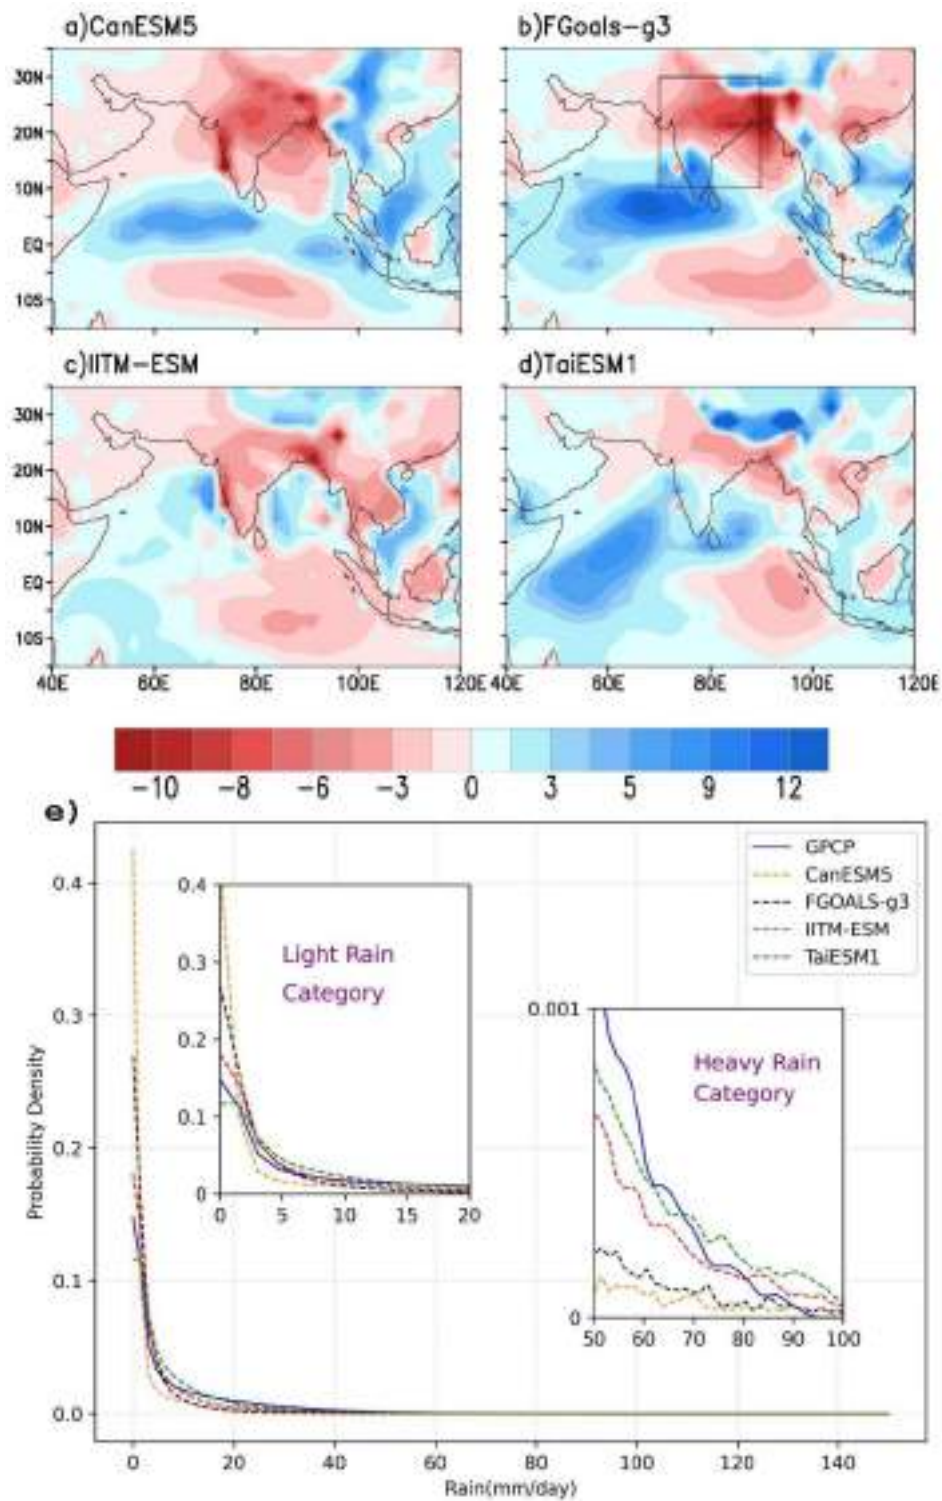 a)CanESM5
b)FGoals-g3
30N
20N
10N
EQ
10S
c)IITM-ESM
d)TaiESM1
30N
20N
10N
EQ
10S
40E 60E 80E 100E 120E 40E 60E 80E 100E 120E
-10 -8 -6 -3 0 3 5 9 12
e)
Probability Density
0.4
0.3
0.2
0.1
0.0
GPCP
CanESM5
FGOALS-g3
IITM-ESM
TaiESM1
0.4
0.3
0.2
0.1
0
Light Rain
Category
0 5 10 15 20
0.001
0
Heavy Rain
Category
50 60 70 80 90 100
0 20 40 60 80 100 120 140
Rain(mm/day)